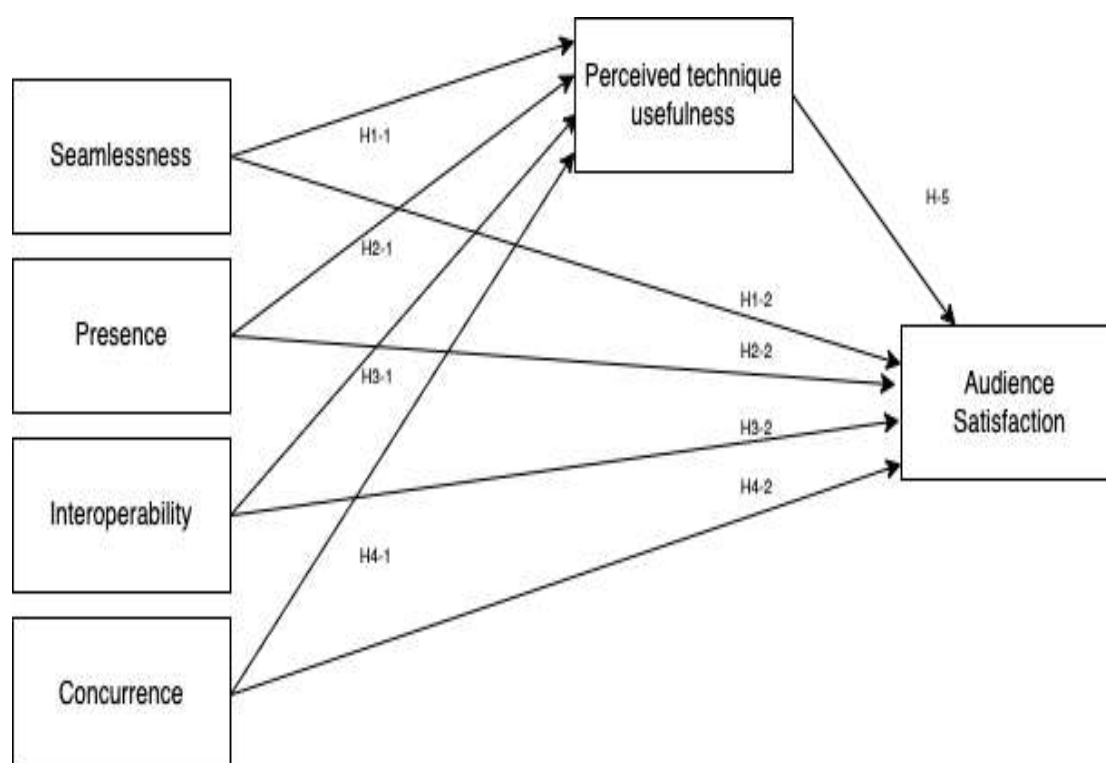 Seamlessness
Presence
Interoperability
Concurrence
Perceived technique
usefulness
Audience
Satisfaction
H1-1
H2-1
H3-1
H4-1
H1-2
H2-2
H3-2
H4-2
H-5